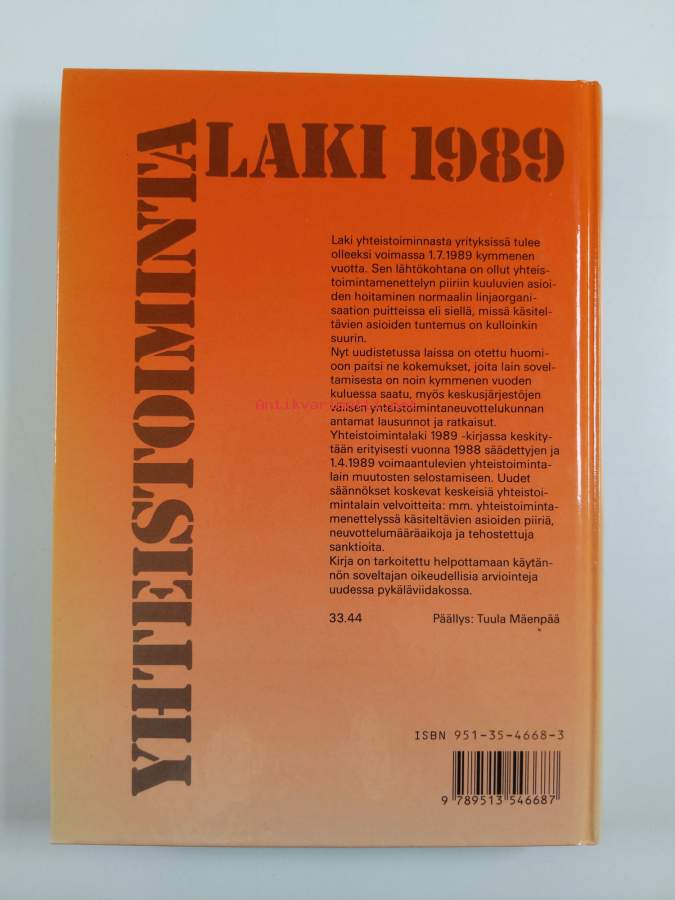 YHTEISTOIMINTA
LAKI 1989
Laki yhteistoiminnasta yrityksissä tulee
olleeksi voimassa 1.7.1989 kymmenen
vuotta. Sen lähtökohtana on ollut yhteis-
toimintamenettelyn piiriin kuuluvien asioi-
den hoitaminen normaalin linjaorgani-
saation puitteissa eli siellä, missä käsitel-
tävien asioiden tuntemus on kulloinkin
suurin.
Nyt uudistetussa laissa on otettu huomi-
oon paitsi ne kokemukset, joita lain sovel-
tamisesta on noin kymmenen vuoden
kuluessa saatu, myös keskusjärjestöjen
välisen yhteistoimintaneuvottelukunnan
antamat lausunnot ja ratkaisut.
Yhteistoimintalaki 1989 -kirjassa keskity-
tään erityisesti vuonna 1988 säädettyjen ja
1.4.1989 voimaantulevien yhteistoiminta-
lain muutosten selostamiseen. Uudet
säännökset koskevat keskeisiä yhteistoi-
mintalain velvoitteita: mm. yhteistoiminta-
menettelyssä käsiteltävien asioiden piiriä,
neuvottelumääräaikoja ja tehostettuja
sanktioita.
Kirja on tarkoitettu helpottamaan käytän-
nön soveltajan oikeudellisia arviointeja
uudessa pykäläviidakossa.
33.44 Päällys: Tuula Mäenpää
ISBN 951-35-4668-3
9 789513 546687